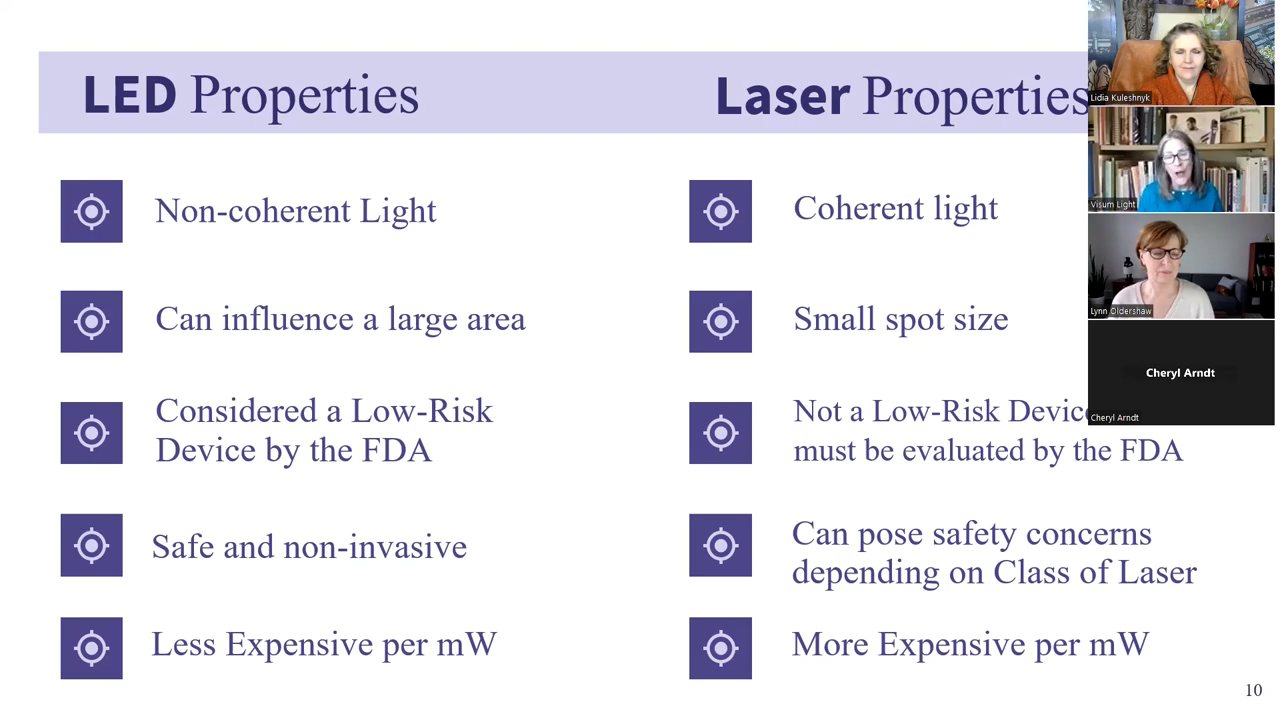 LED Properties
Laser Properties
Non-coherent Light
Coherent light
Can influence a large area
Small spot size
Considered a Low-Risk
Device by the FDA
Not a Low-Risk Device
must be evaluated by the FDA
Safe and non-invasive
Can pose safety concerns
depending on Class of Laser
Less Expensive per mW
More Expensive per mW
10
Lidia Kuleshnyk
Visum Light
Lynn Oldershaw
Cheryl Arndt
Cheryl Arndt